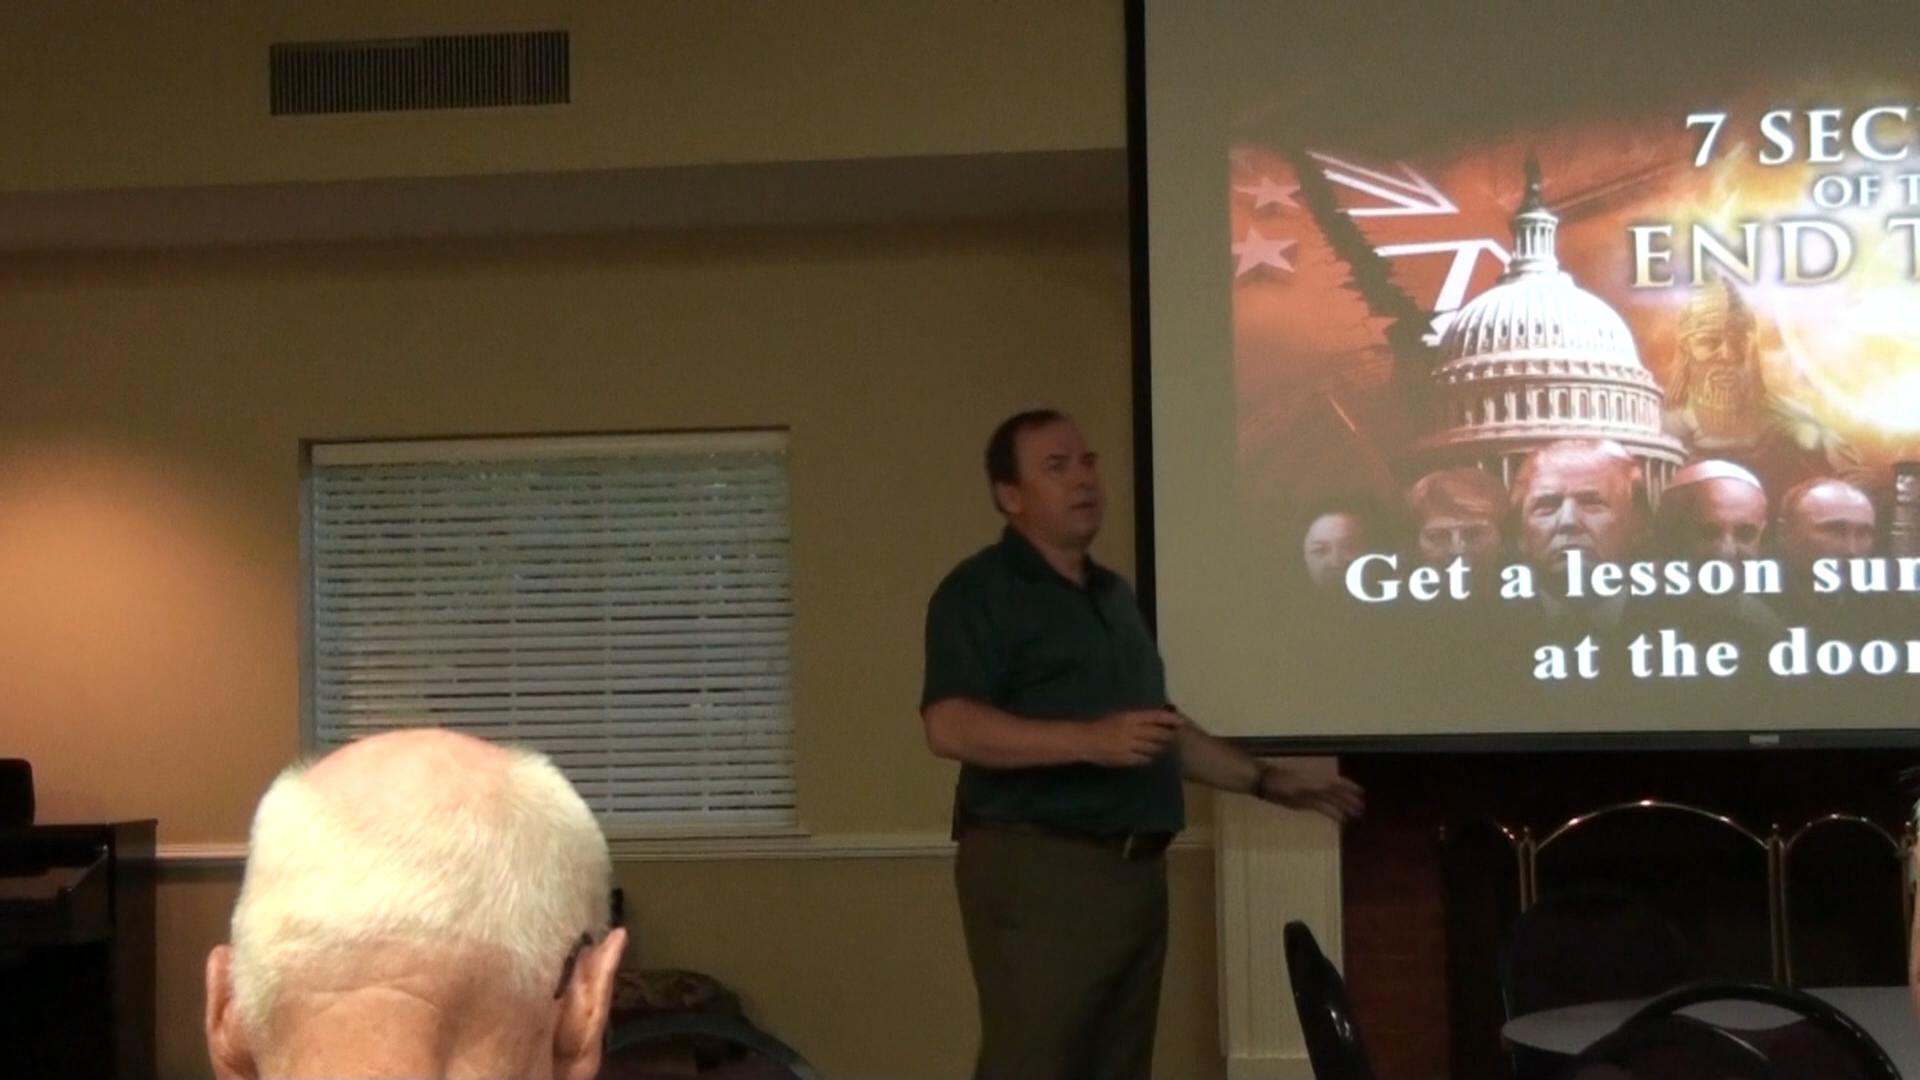 7 SEC
OF T
END T
Get a lesson sum
at the door